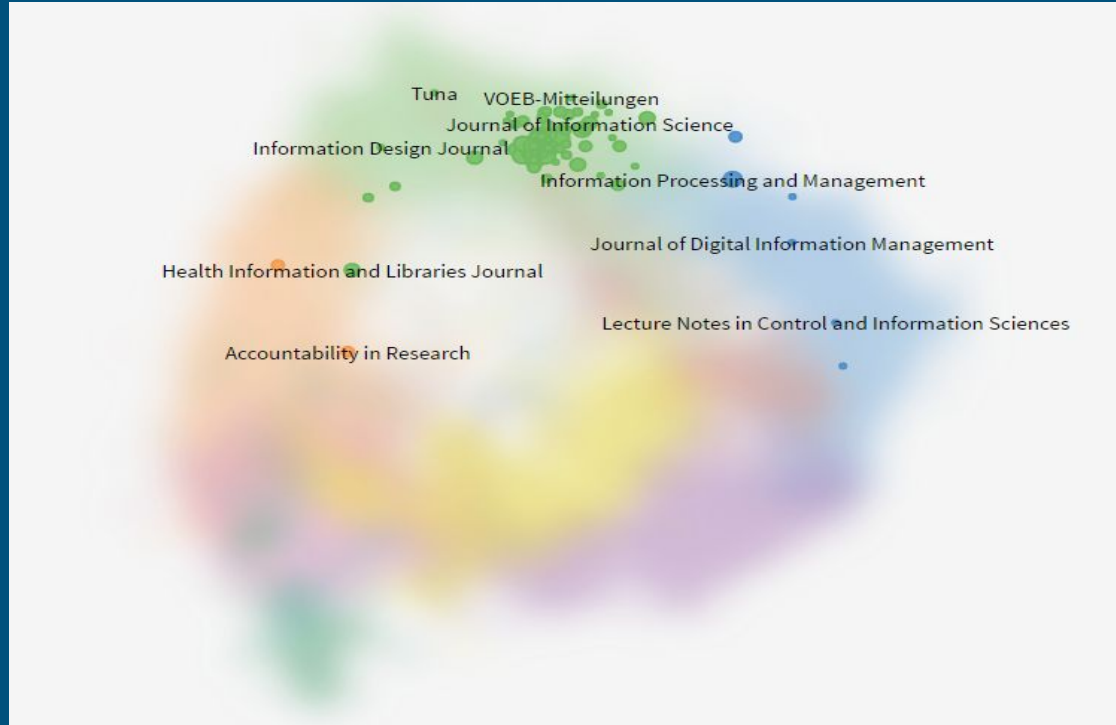 Tuna
VOEB-Mitteilungen
Journal of Information Science
Information Design Journal
Information Processing and Management
Journal of Digital Information Management
Health Information and Libraries Journal
Lecture Notes in Control and Information Sciences
Accountability in Research